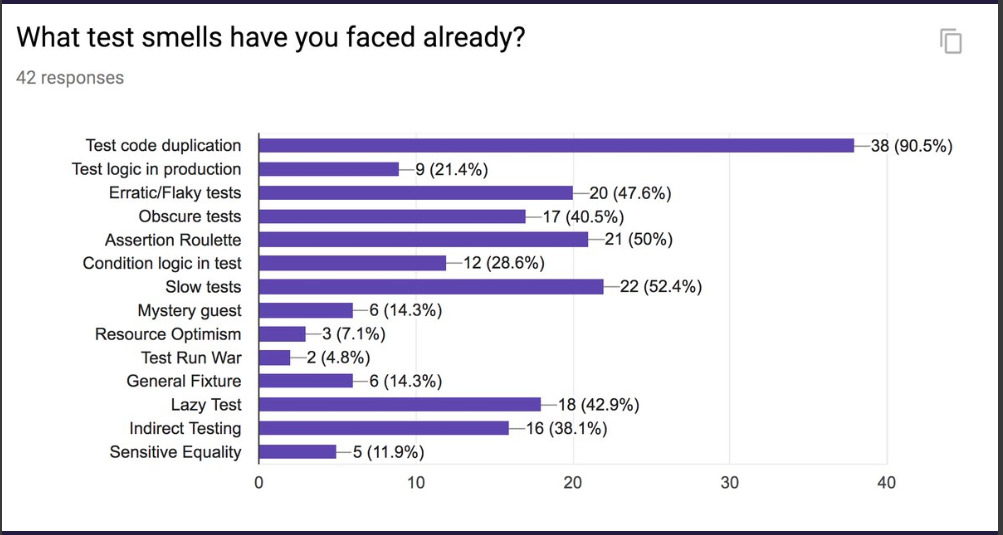 What test smells have you faced already?
42 responses
Test code duplication 38 (90.5%)
Test logic in production 9 (21.4%)
Erratic/Flaky tests 20 (47.6%)
Obscure tests 17 (40.5%)
Assertion Roulette 21 (50%)
Condition logic in test 12 (28.6%)
Slow tests 22 (52.4%)
Mystery guest 6 (14.3%)
Resource Optimism 3 (7.1%)
Test Run War 2 (4.8%)
General Fixture 6 (14.3%)
Lazy Test 18 (42.9%)
Indirect Testing 16 (38.1%)
Sensitive Equality 5 (11.9%)
0 10 20 30 40